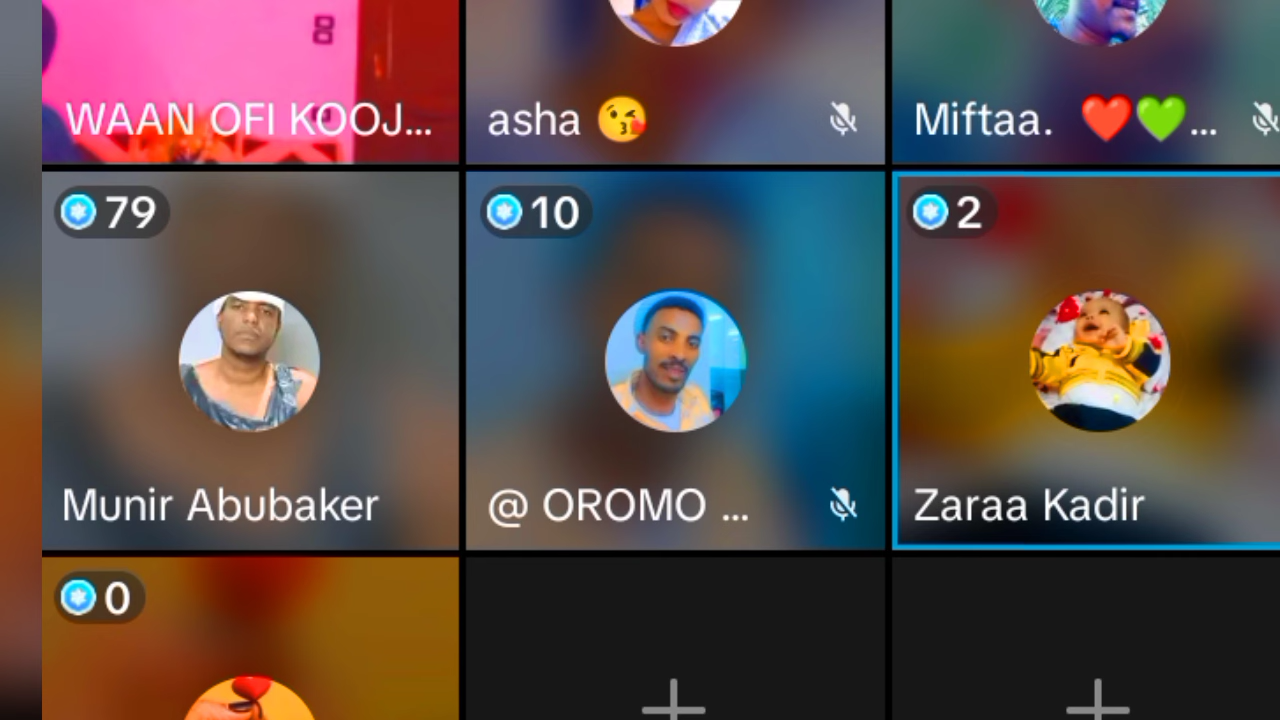 WAAN OFI KOOJ...
asha 😘
Miftaa. ❤️💚...
79
10
2
Munir Abubaker
@ OROMO ...
Zaraa Kadir
0